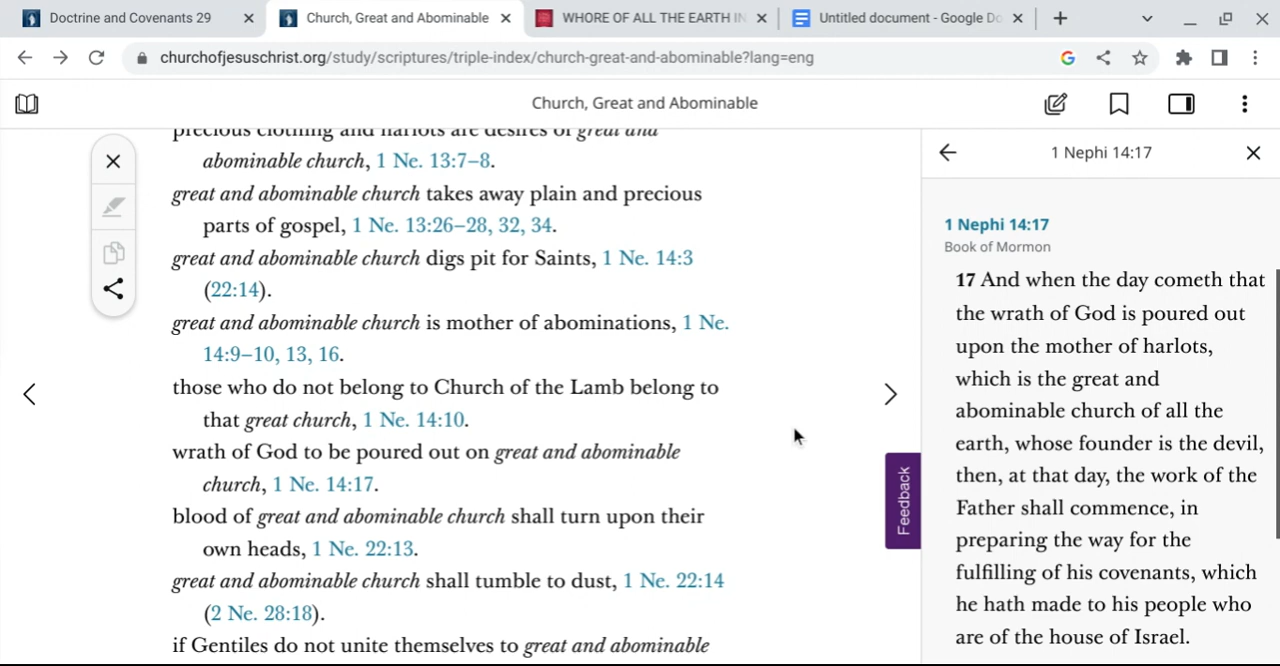 Doctrine and Covenants 29
Church, Great and Abominable
WHORE OF ALL THE EARTH IN
Untitled document - Google Do
churchofjesuschrist.org/study/scriptures/triple-index/church-great-and-abominable?lang=eng
Church, Great and Abominable
precious clothing and harlots are desires of great and
abominable church, 1 Ne. 13:7–8.
great and abominable church takes away plain and precious
parts of gospel, 1 Ne. 13:26–28, 32, 34.
great and abominable church digs pit for Saints, 1 Ne. 14:3
(22:14).
great and abominable church is mother of abominations, 1 Ne.
14:9–10, 13, 16.
those who do not belong to Church of the Lamb belong to
that great church, 1 Ne. 14:10.
wrath of God to be poured out on great and abominable
church, 1 Ne. 14:17.
blood of great and abominable church shall turn upon their
own heads, 1 Ne. 22:13.
great and abominable church shall tumble to dust, 1 Ne. 22:14
(2 Ne. 28:18).
if Gentiles do not unite themselves to great and abominable
Feedback
1 Nephi 14:17
1 Nephi 14:17
Book of Mormon
17 And when the day cometh that
the wrath of God is poured out
upon the mother of harlots,
which is the great and
abominable church of all the
earth, whose founder is the devil,
then, at that day, the work of the
Father shall commence, in
preparing the way for the
fulfilling of his covenants, which
he hath made to his people who
are of the house of Israel.